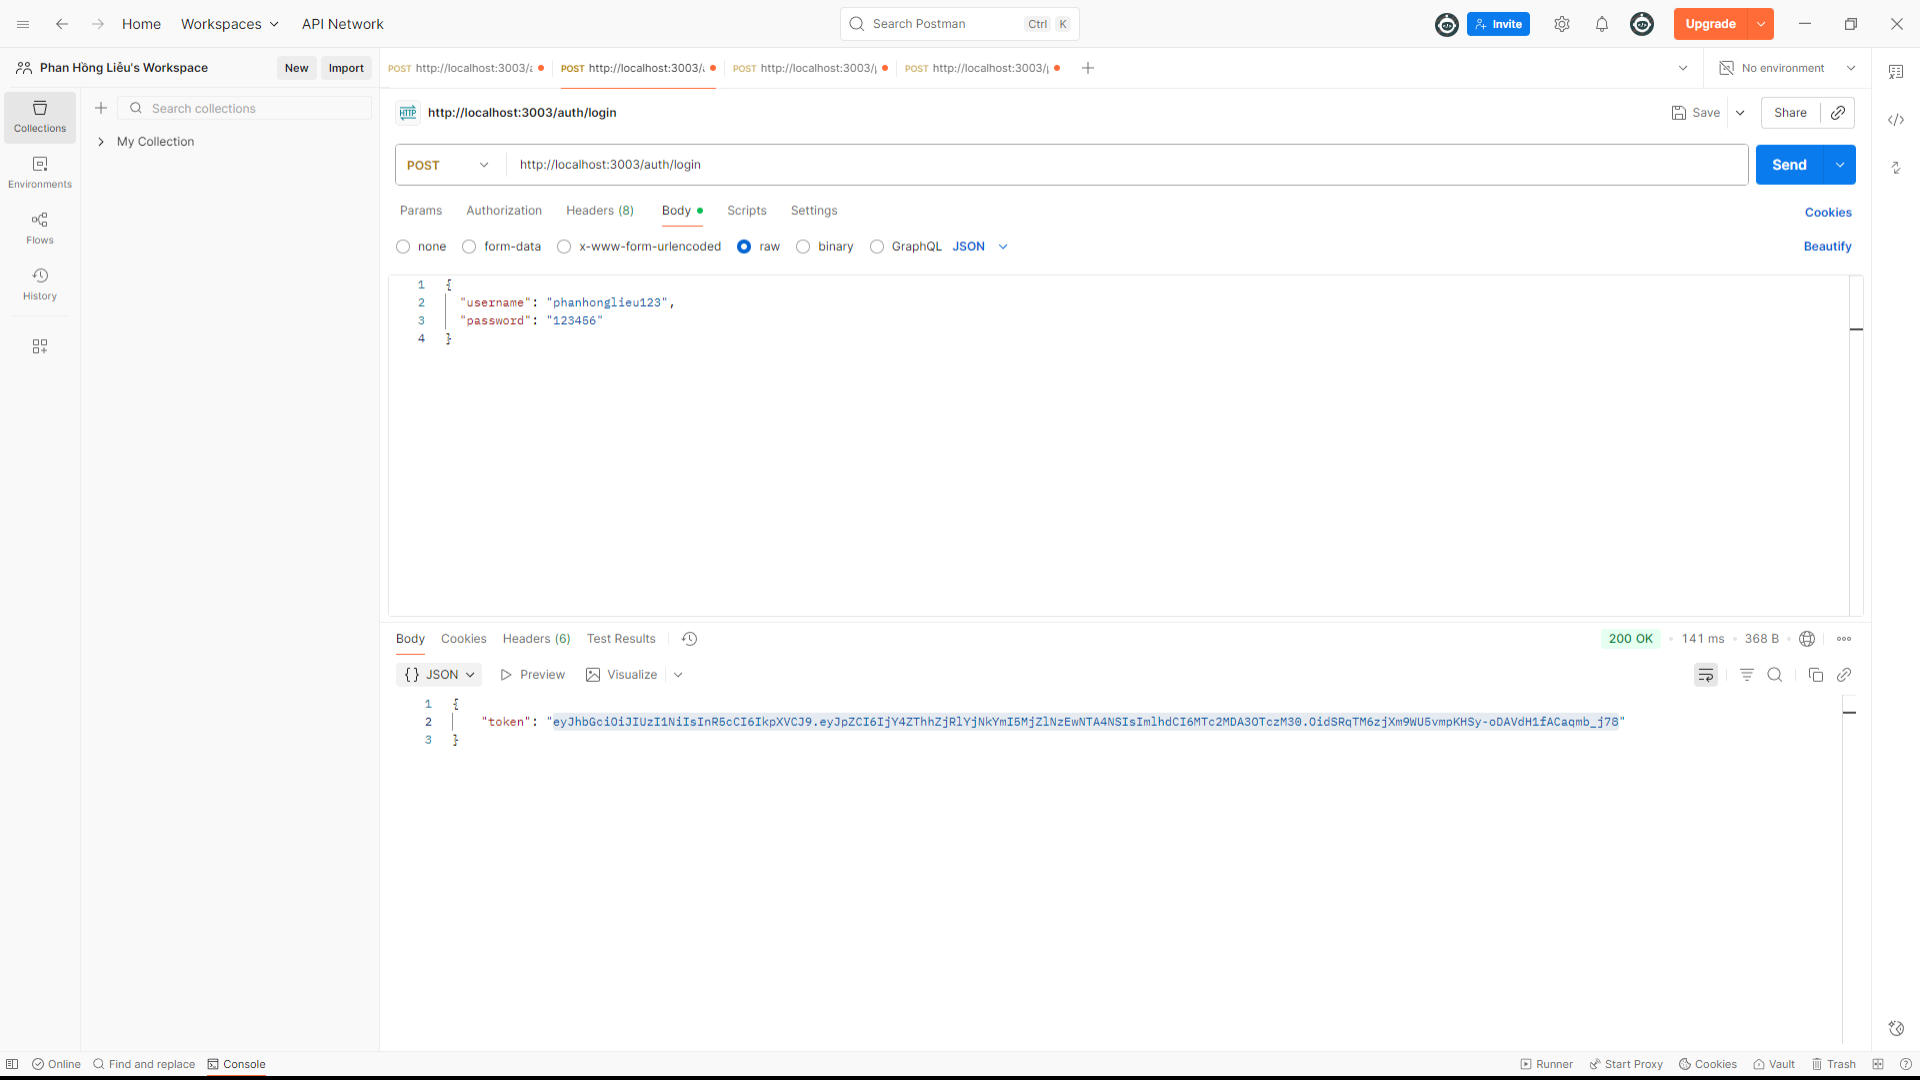 Home
Workspaces
API Network
Search Postman
Ctrl
K
Invite
Upgrade
Phan Hồng Liễu's Workspace
New
Import
POST http://localhost:3003/a
POST http://localhost:3003/a
POST http://localhost:3003/p
POST http://localhost:3003/p
No environment
Collections
Environments
Flows
History
Search collections
My Collection
HTTP
http://localhost:3003/auth/login
Save
Share
POST
http://localhost:3003/auth/login
Send
Params
Authorization
Headers (8)
Body
Scripts
Settings
Cookies
none
form-data
x-www-form-urlencoded
raw
binary
GraphQL
JSON
Beautify
1 {
2 "username": "phanhonglieu123",
3 "password": "123456"
4 }
Body
Cookies
Headers (6)
Test Results
200 OK
141 ms
368 B
{} JSON
Preview
Visualize
1 {
2 "token": "eyJhbGciOiJIUzI1NiIsInR5cCI6IkpXVCJ9.eyJpZCI6IjY4ZThhZjRlYjNkYmI5MjZlNzEwNTA4NSIsImlhdCI6MTc2MDA3OTczM30.OidSRqTM6zjXm9WU5vmpKHSy-oDAVdH1fACaqmb_j78"
3 }
Online
Find and replace
Console
Runner
Start Proxy
Cookies
Vault
Trash